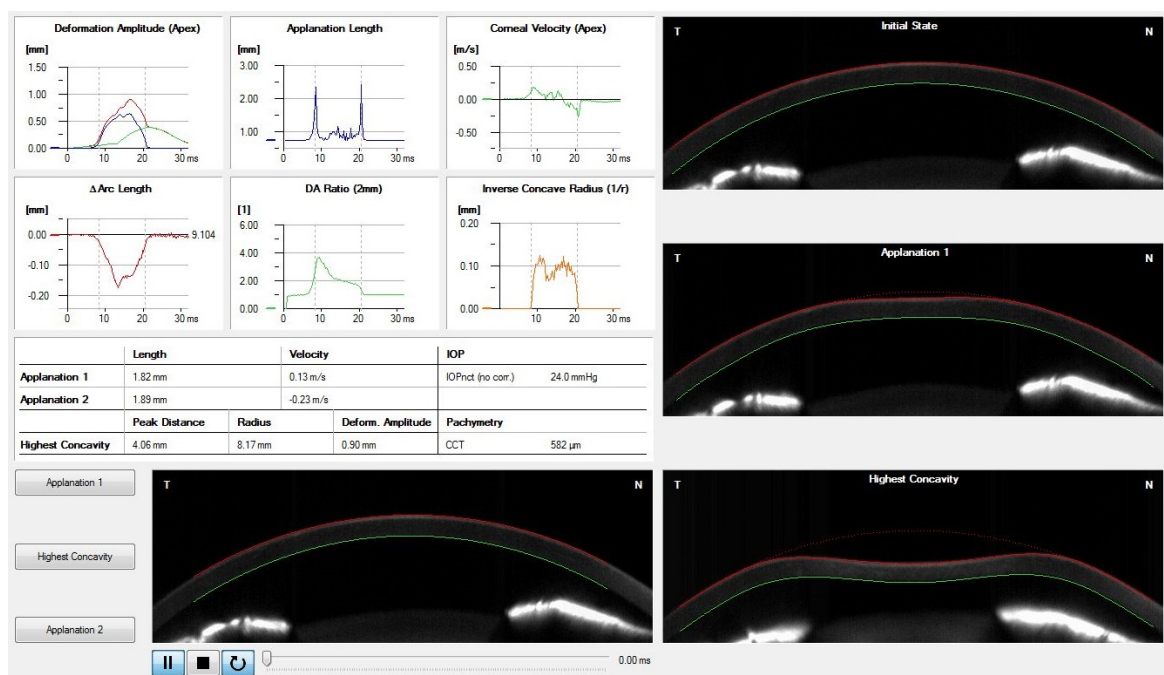 Deformation Amplitude (Apex)
[mm]
1.50
1.00
0.50
0.00
0 10 20 30 ms
Applanation Length
[mm]
3.00
2.00
1.00
0 10 20 30 ms
Corneal Velocity (Apex)
[m/s]
0.50
0.00
-0.50
0 10 20 30 ms
Δ Arc Length
[mm]
0.00
-0.10
-0.20
9.104
0 10 20 30 ms
DA Ratio (2mm)
[1]
6.00
4.00
2.00
0.00
0 10 20 30 ms
Inverse Concave Radius (1/r)
[mm]
0.20
0.10
0.00
10 20 30 ms
Length Velocity IOP
Applanation 1 1.82 mm 0.13 m/s IOPnct (no corr.) 24.0 mmHg
Applanation 2 1.89 mm -0.23 m/s
Peak Distance Radius Deform. Amplitude Pachymetry
Highest Concavity 4.06 mm 8.17 mm 0.90 mm CCT 582 µm
Applanation 1
Highest Concavity
Applanation 2
T N
0.00 ms
T Initial State N
T Applanation 1 N
T Highest Concavity N